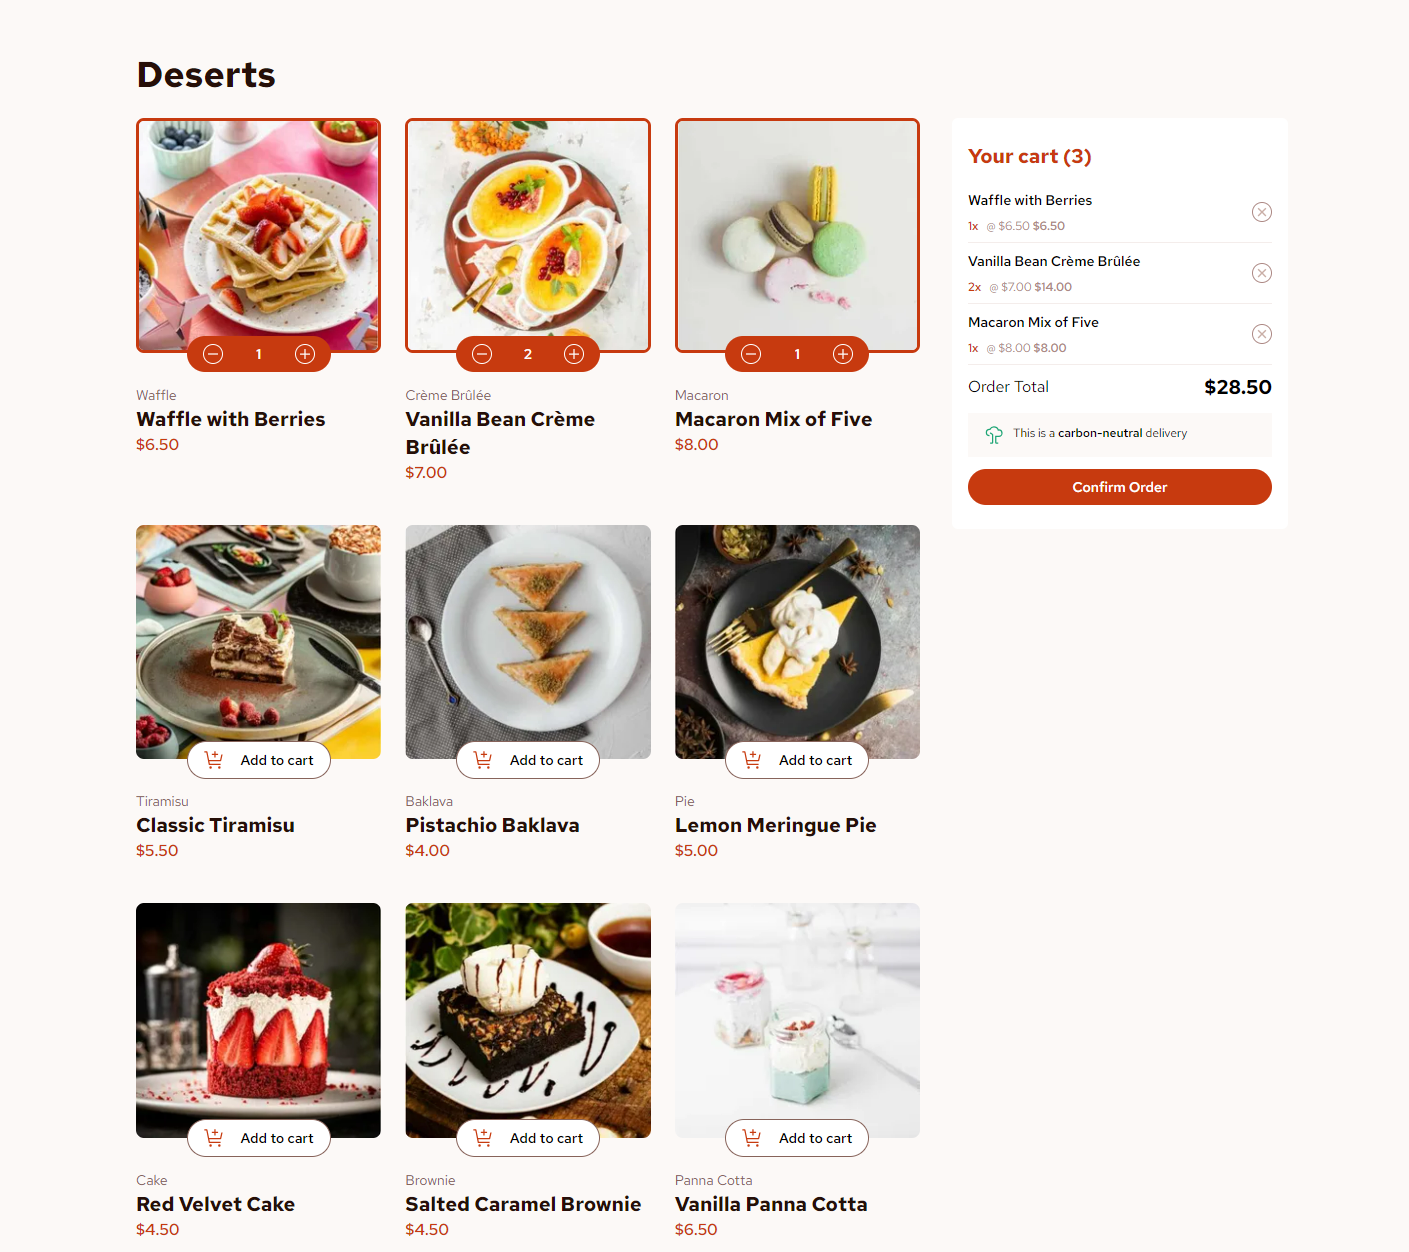 Deserts
1
Waffle
Waffle with Berries
$6.50
2
Crème Brûlée
Vanilla Bean Crème
Brûlée
$7.00
1
Macaron
Macaron Mix of Five
$8.00
Add to cart
Tiramisu
Classic Tiramisu
$5.50
Add to cart
Baklava
Pistachio Baklava
$4.00
Add to cart
Pie
Lemon Meringue Pie
$5.00
Add to cart
Cake
Red Velvet Cake
$4.50
Add to cart
Brownie
Salted Caramel Brownie
$4.50
Add to cart
Panna Cotta
Vanilla Panna Cotta
$6.50
Your cart (3)
Waffle with Berries
1x @ $6.50 $6.50
Vanilla Bean Crème Brûlée
2x @ $7.00 $14.00
Macaron Mix of Five
1x @ $8.00 $8.00
Order Total $28.50
This is a carbon-neutral delivery
Confirm Order